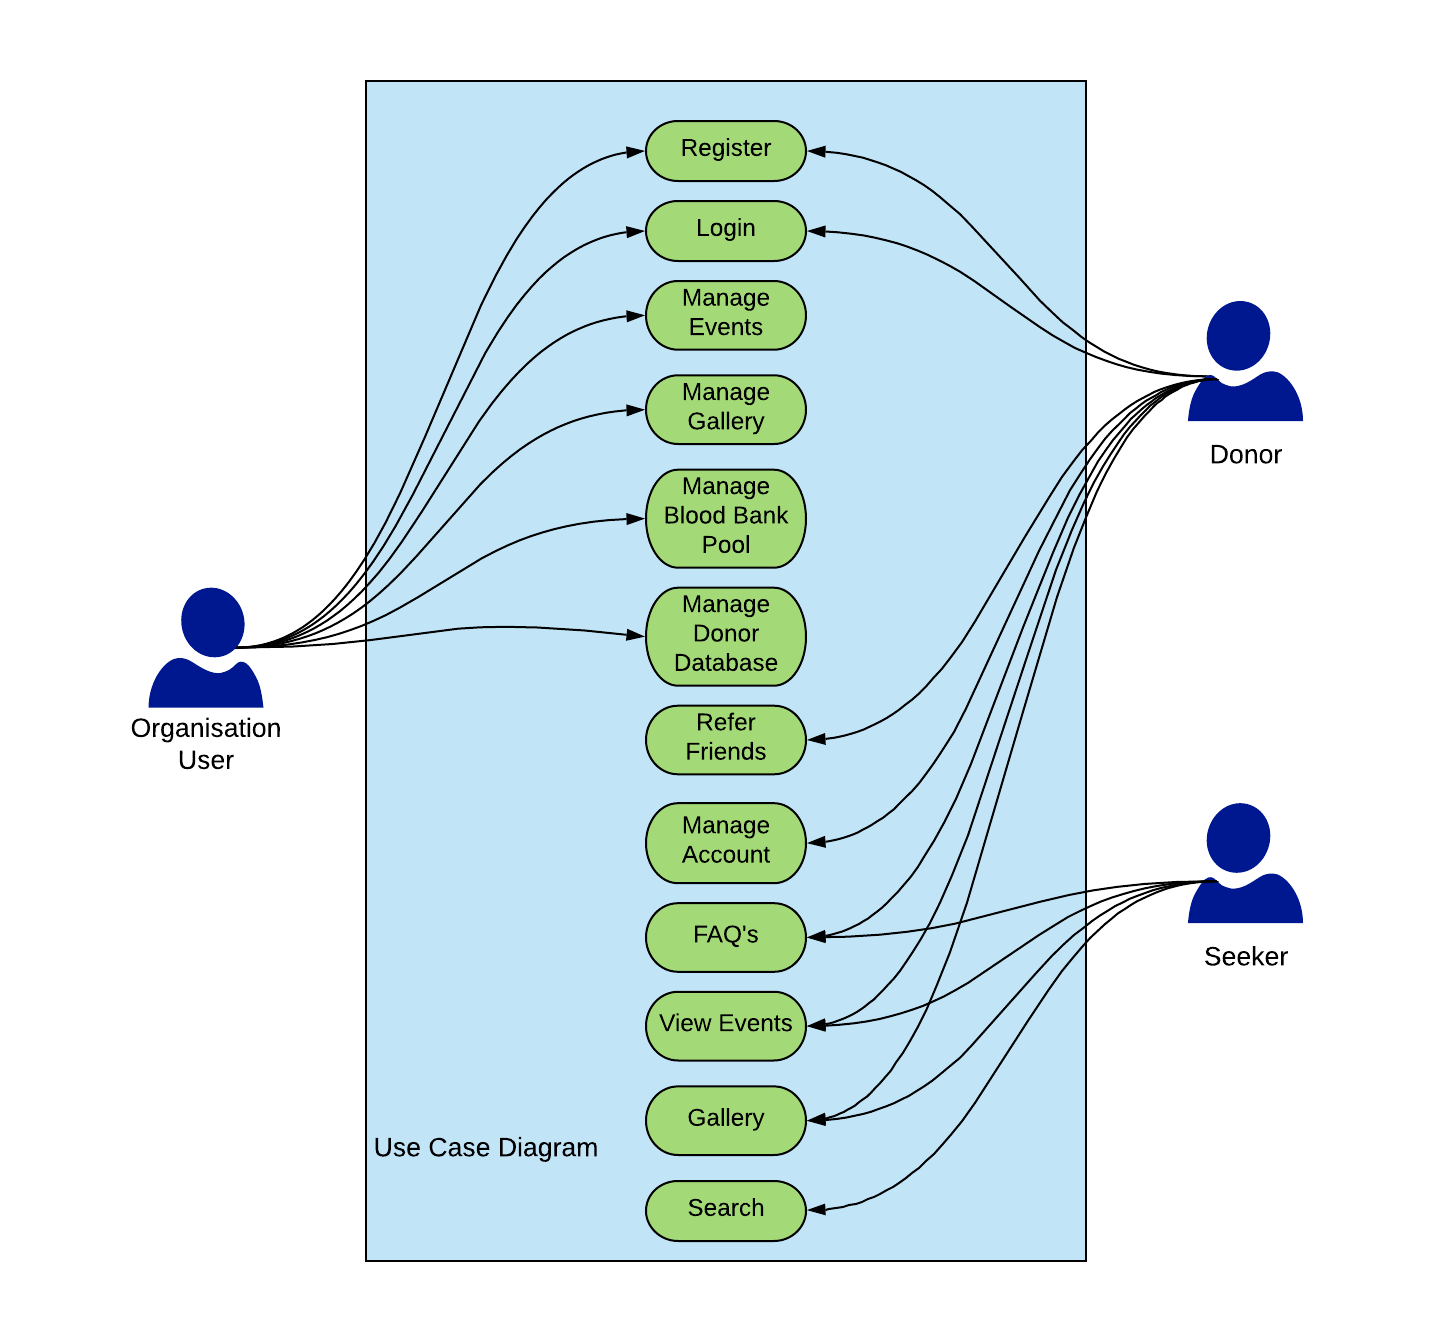 Register
Login
Manage
Events
Manage
Gallery
Manage
Blood Bank
Pool
Manage
Donor
Database
Refer
Friends
Manage
Account
FAQ's
View Events
Gallery
Search
Use Case Diagram
Organisation
User
Donor
Seeker